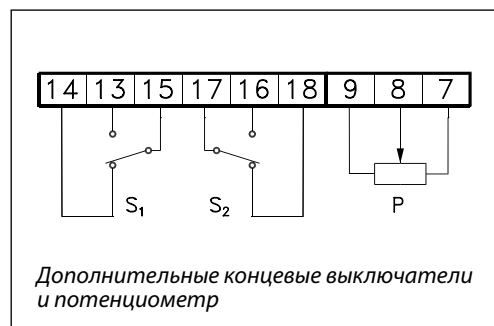 14 13 15 17 16 18 9 8 7
S₁ S₂ P
Дополнительные концевые выключатели
и потенциометр